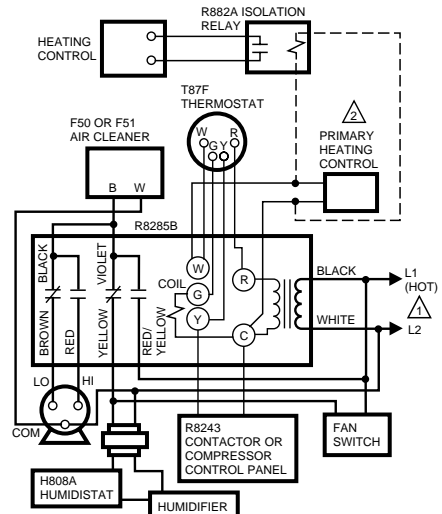 R882A ISOLATION
RELAY
HEATING
CONTROL
T87F
THERMOSTAT
W R
G Y
2
PRIMARY
HEATING
CONTROL
F50 OR F51
AIR CLEANER
B W
R8285B
BLACK
VIOLET
BROWN
RED
YELLOW
RED/
YELLOW
COIL
W
G
Y
R
C
BLACK
L1
(HOT)
1
WHITE
L2
LO
HI
COM
R8243
CONTACTOR OR
COMPRESSOR
CONTROL PANEL
FAN
SWITCH
H808A
HUMIDISTAT
HUMIDIFIER